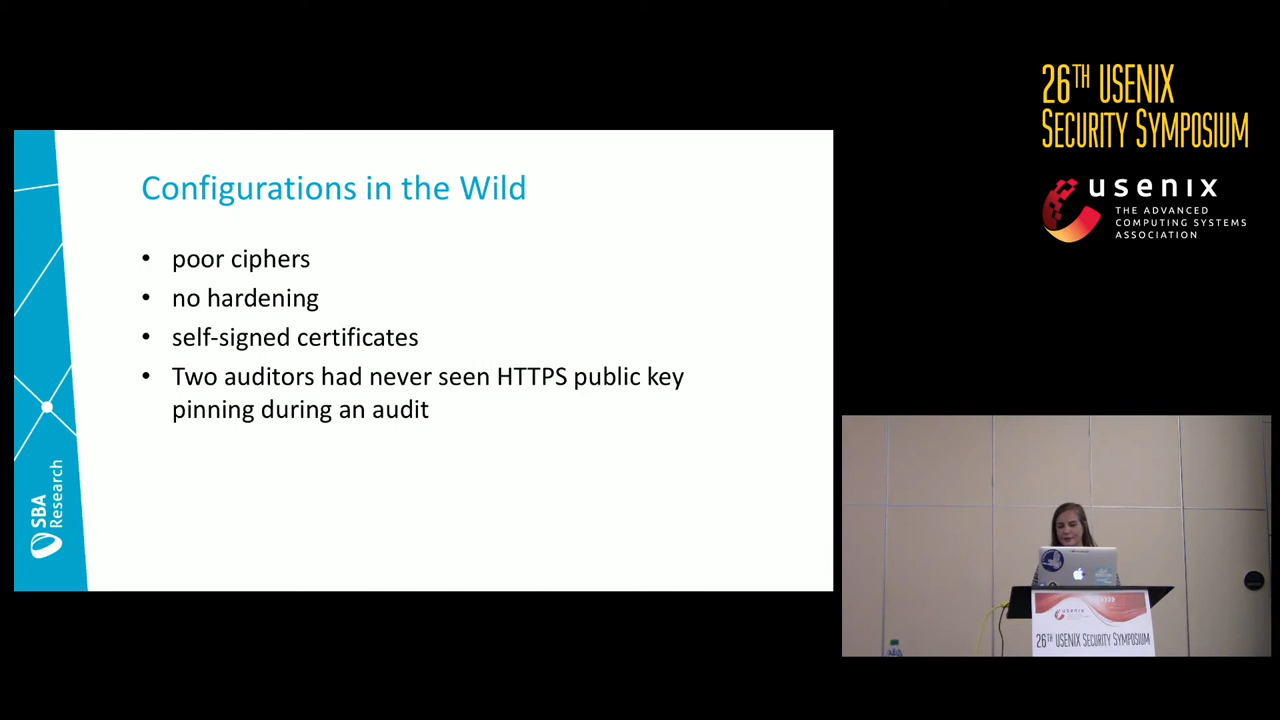 Configurations in the Wild
• poor ciphers
• no hardening
• self-signed certificates
• Two auditors had never seen HTTPS public key
pinning during an audit
SBA
Research
26TH USENIX
SECURITY SYMPOSIUM
usenix
THE ADVANCED
COMPUTING SYSTEMS
ASSOCIATION
usenix
26TH USENIX SECURITY SYMPOSIUM